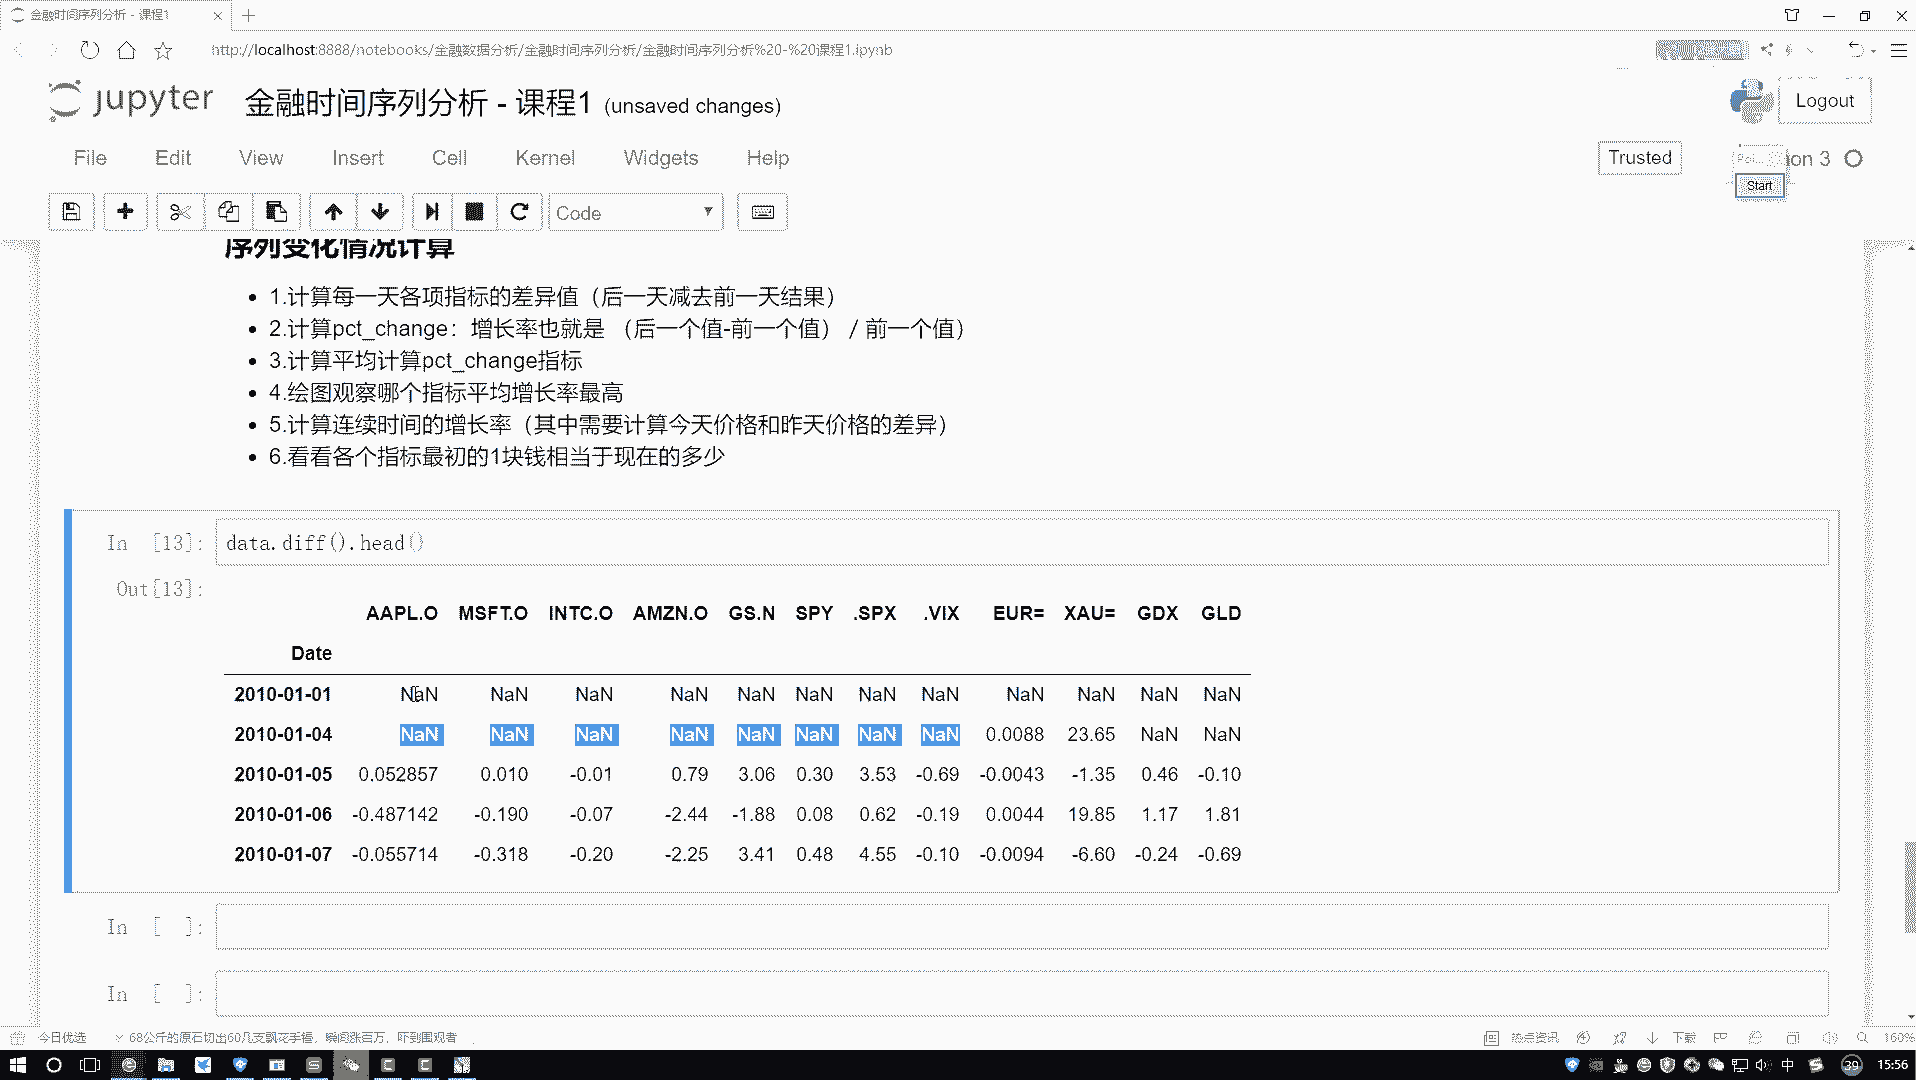 金融时间序列分析 - 课程1
http://localhost:8888/notebooks/金融数据分析/金融时间序列分析/金融时间序列分析%20-%20课程1.ipynb
jupyter 金融时间序列分析 - 课程1 (unsaved changes)
Logout
File Edit View Insert Cell Kernel Widgets Help
Trusted
ion 3
Start
Code
序列变化情况计算
1.计算每一天各项指标的差异值（后一天减去前一天结果）
2.计算pct_change：增长率也就是 （后一个值-前一个值） / 前一个值）
3.计算平均计算pct_change指标
4.绘图观察哪个指标平均增长率最高
5.计算连续时间的增长率（其中需要计算今天价格和昨天价格的差异）
6.看看各个指标最初的1块钱相当于现在的多少
In [13]: data.diff().head()
Out[13]:
AAPL.O MSFT.O INTC.O AMZN.O GS.N SPY .SPX .VIX EUR= XAU= GDX GLD
Date
2010-01-01 NaN NaN NaN NaN NaN NaN NaN NaN NaN NaN NaN NaN
2010-01-04 NaN NaN NaN NaN NaN NaN NaN NaN 0.0088 23.65 NaN NaN
2010-01-05 0.052857 0.010 -0.01 0.79 3.06 0.30 3.53 -0.69 -0.0043 -1.35 0.46 -0.10
2010-01-06 -0.487142 -0.190 -0.07 -2.44 -1.88 0.08 0.62 -0.19 0.0044 19.85 1.17 1.81
2010-01-07 -0.055714 -0.318 -0.20 -2.25 3.41 0.48 4.55 -0.10 -0.0094 -6.60 -0.24 -0.69
In [ ]:
In [ ]:
今日优选 68公斤的原石切出60几支飘花手镯，瞬间涨百万，吓到围观者
热点资讯 下载 160%
中 39 15:56